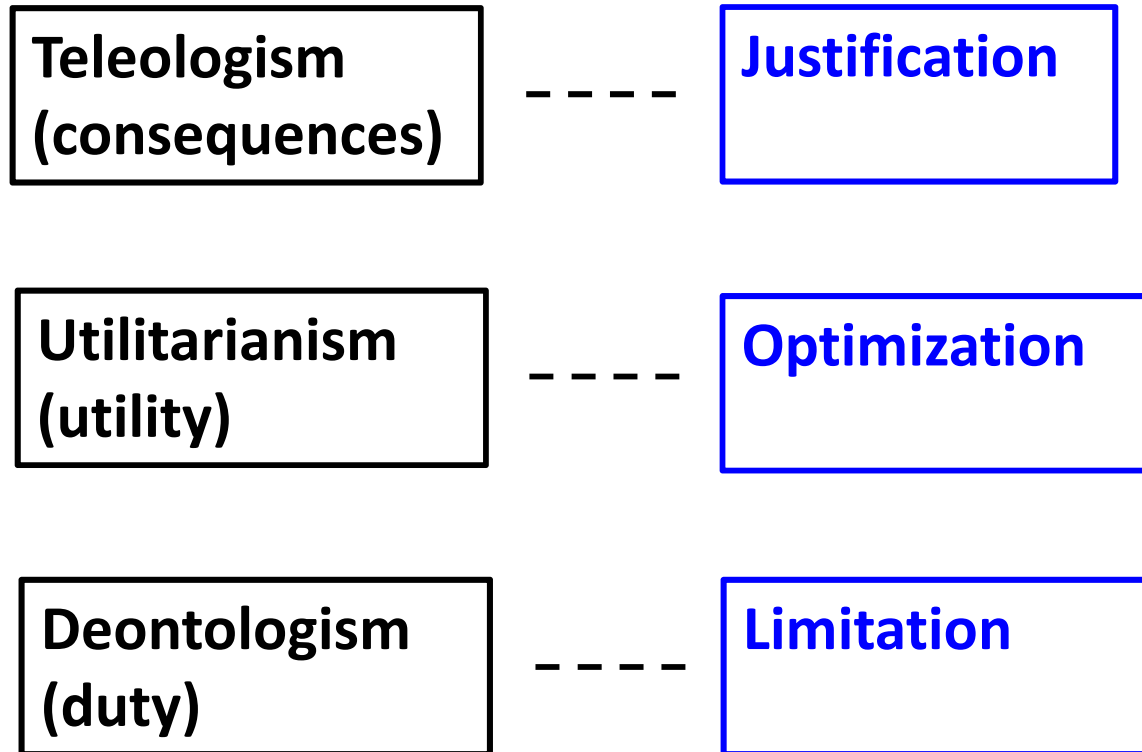 Teleologism
(consequences)
Justification
Utilitarianism
(utility)
Optimization
Deontologism
(duty)
Limitation